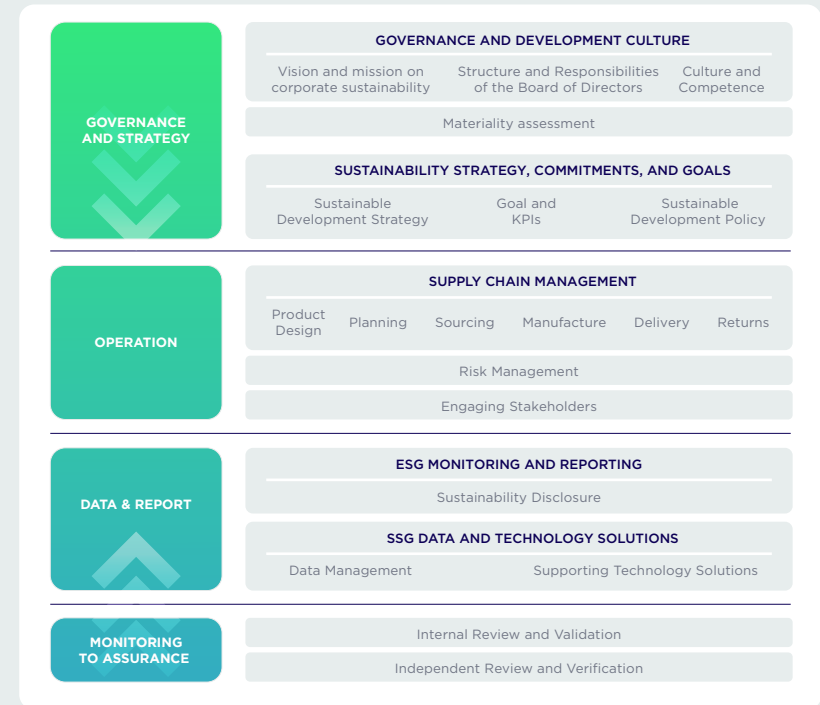 GOVERNANCE
AND STRATEGY
GOVERNANCE AND DEVELOPMENT CULTURE
Vision and mission on
corporate sustainability
Structure and Responsibilities
of the Board of Directors
Culture and
Competence
Materiality assessment
SUSTAINABILITY STRATEGY, COMMITMENTS, AND GOALS
Sustainable
Development Strategy
Goal and
KPIs
Sustainable
Development Policy
OPERATION
SUPPLY CHAIN MANAGEMENT
Product
Design
Planning
Sourcing
Manufacture
Delivery
Returns
Risk Management
Engaging Stakeholders
DATA & REPORT
ESG MONITORING AND REPORTING
Sustainability Disclosure
SSG DATA AND TECHNOLOGY SOLUTIONS
Data Management
Supporting Technology Solutions
MONITORING
TO ASSURANCE
Internal Review and Validation
Independent Review and Verification